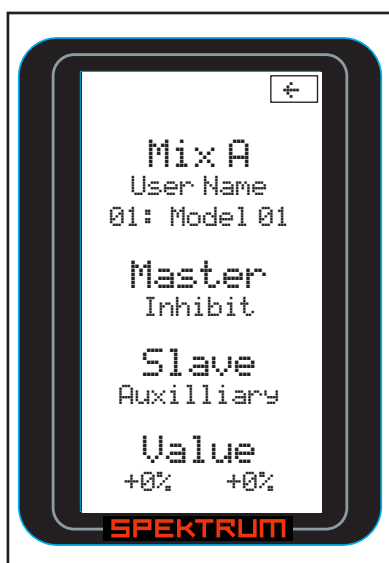 ←
Mix A
User Name
01: Model 01
Master
Inhibit
Slave
Auxilliary
Value
+0% +0%
SPEKTRUM